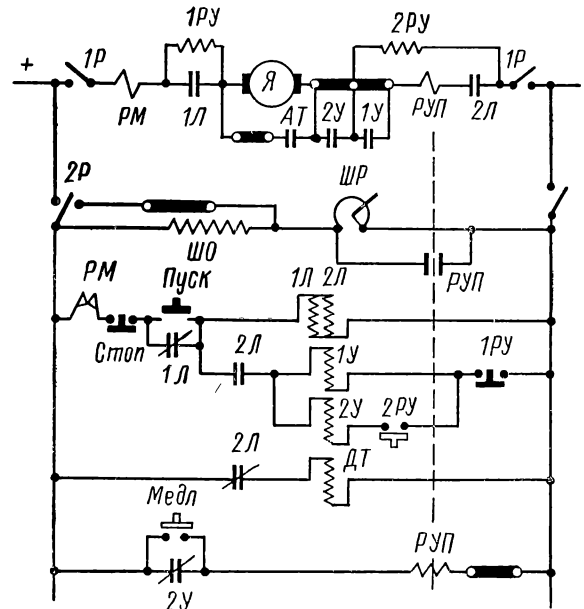 1РУ
2РУ
+ 1Р
Я
1Р
РМ
1Л
АТ
2У
1У
РУП
2Л
2Р
ШР
ШО
РУП
РМ
Пуск
1Л
2Л
Стоп
1Л
2Л
1У
1РУ
2У
2РУ
2Л
ДТ
Медл
2У
РУП